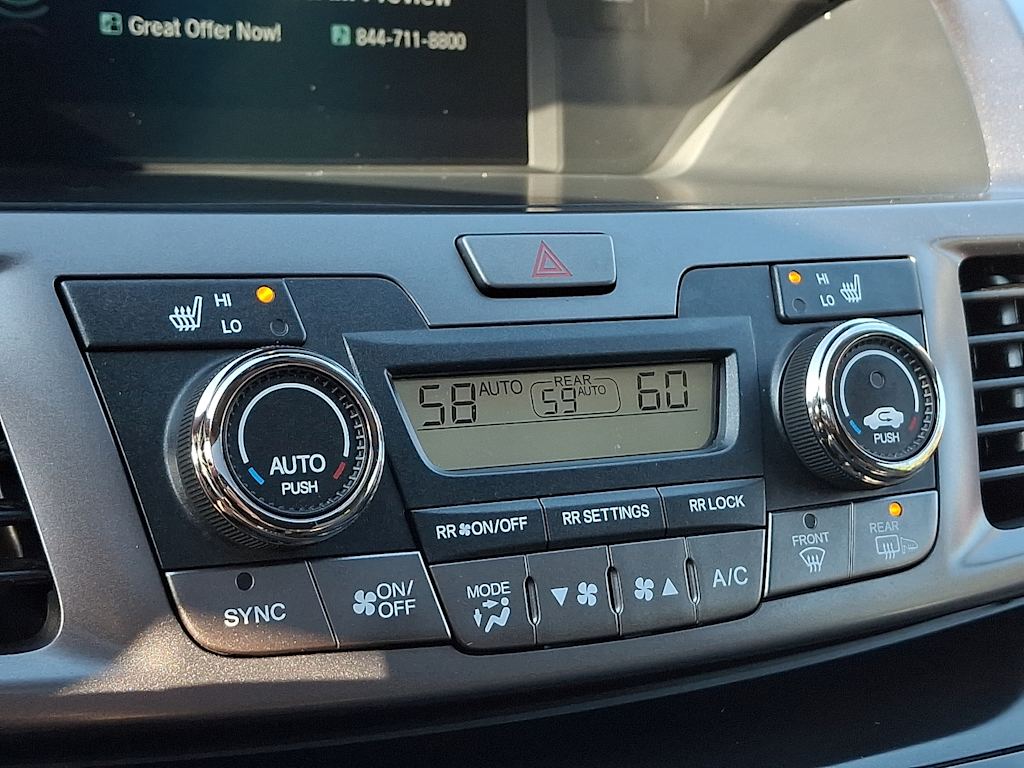 Great Offer Now!
844-711-8800
HI
LO
HI
LO
58 AUTO
REAR
59 AUTO
60
AUTO
PUSH
PUSH
RR ON/OFF
RR SETTINGS
RR LOCK
FRONT
REAR
SYNC
ON/
OFF
MODE
A/C